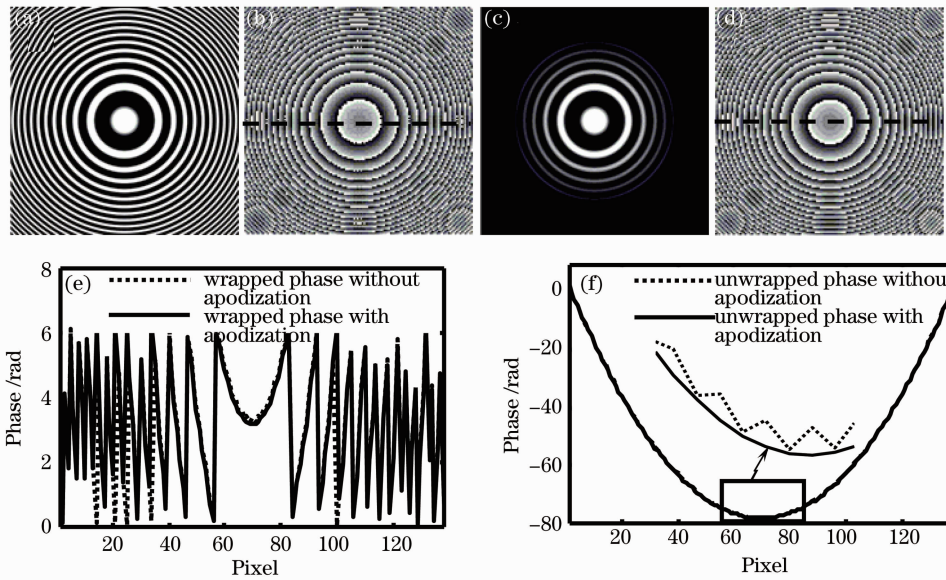 (a) (b) (c) (d)
(e)
wrapped phase without
apodization
wrapped phase with
apodization
Phase /rad
8
6
4
2
0
20 40 60 80 100 120
Pixel
(f)
unwrapped phase without
apodization
unwrapped phase with
apodization
Phase /rad
0
−20
−40
−60
−80
20 40 60 80 100 120
Pixel